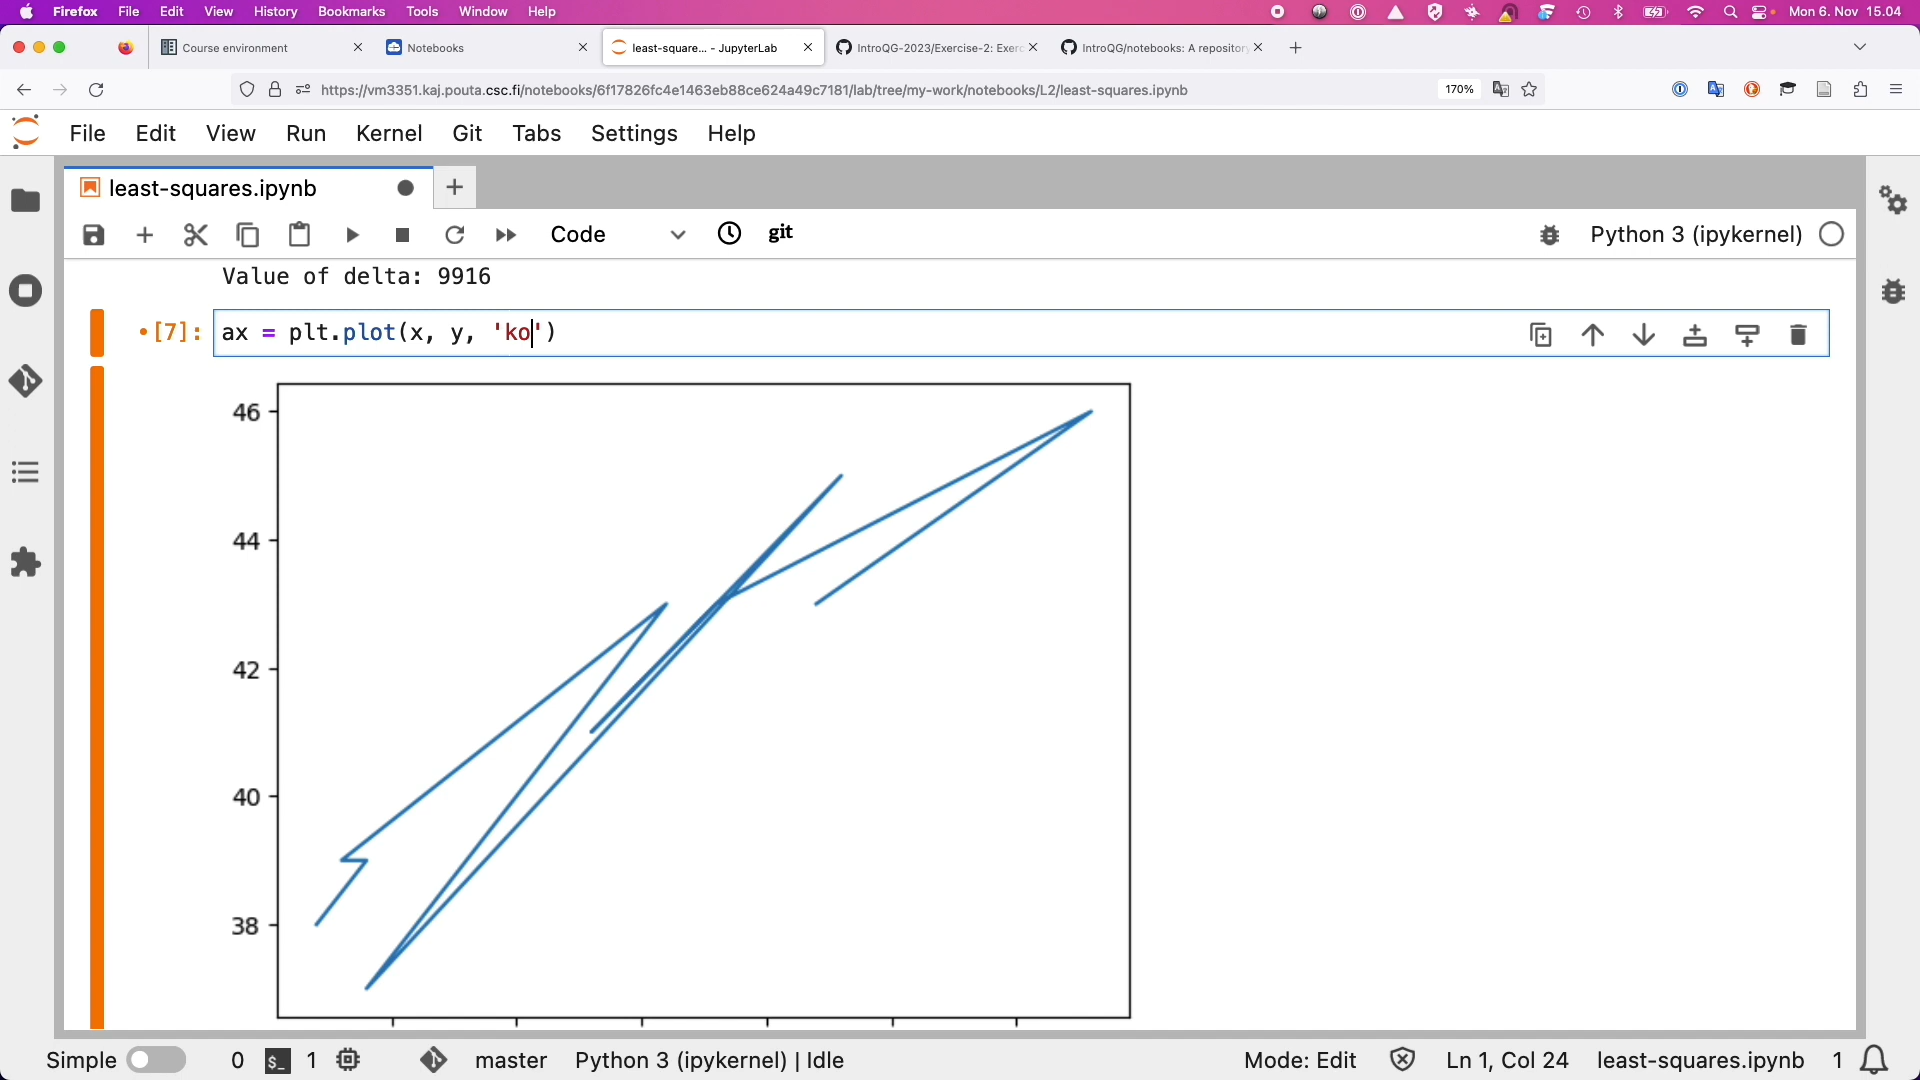 Firefox File Edit View History Bookmarks Tools Window Help Mon 6. Nov 15.04
Course environment Notebooks least-square... - JupyterLab IntroQG-2023/Exercise-2: Exerc IntroQG/notebooks: A repository
https://vm3351.kaj.pouta.csc.fi/notebooks/6f17826fc4e1463eb88ce624a49c7181/lab/tree/my-work/notebooks/L2/least-squares.ipynb 170%
File Edit View Run Kernel Git Tabs Settings Help
least-squares.ipynb
Code git Python 3 (ipykernel)
Value of delta: 9916
[7]: ax = plt.plot(x, y, 'ko')
46
44
42
40
38
Simple 0 $_ 1 master Python 3 (ipykernel) | Idle Mode: Edit Ln 1, Col 24 least-squares.ipynb 1